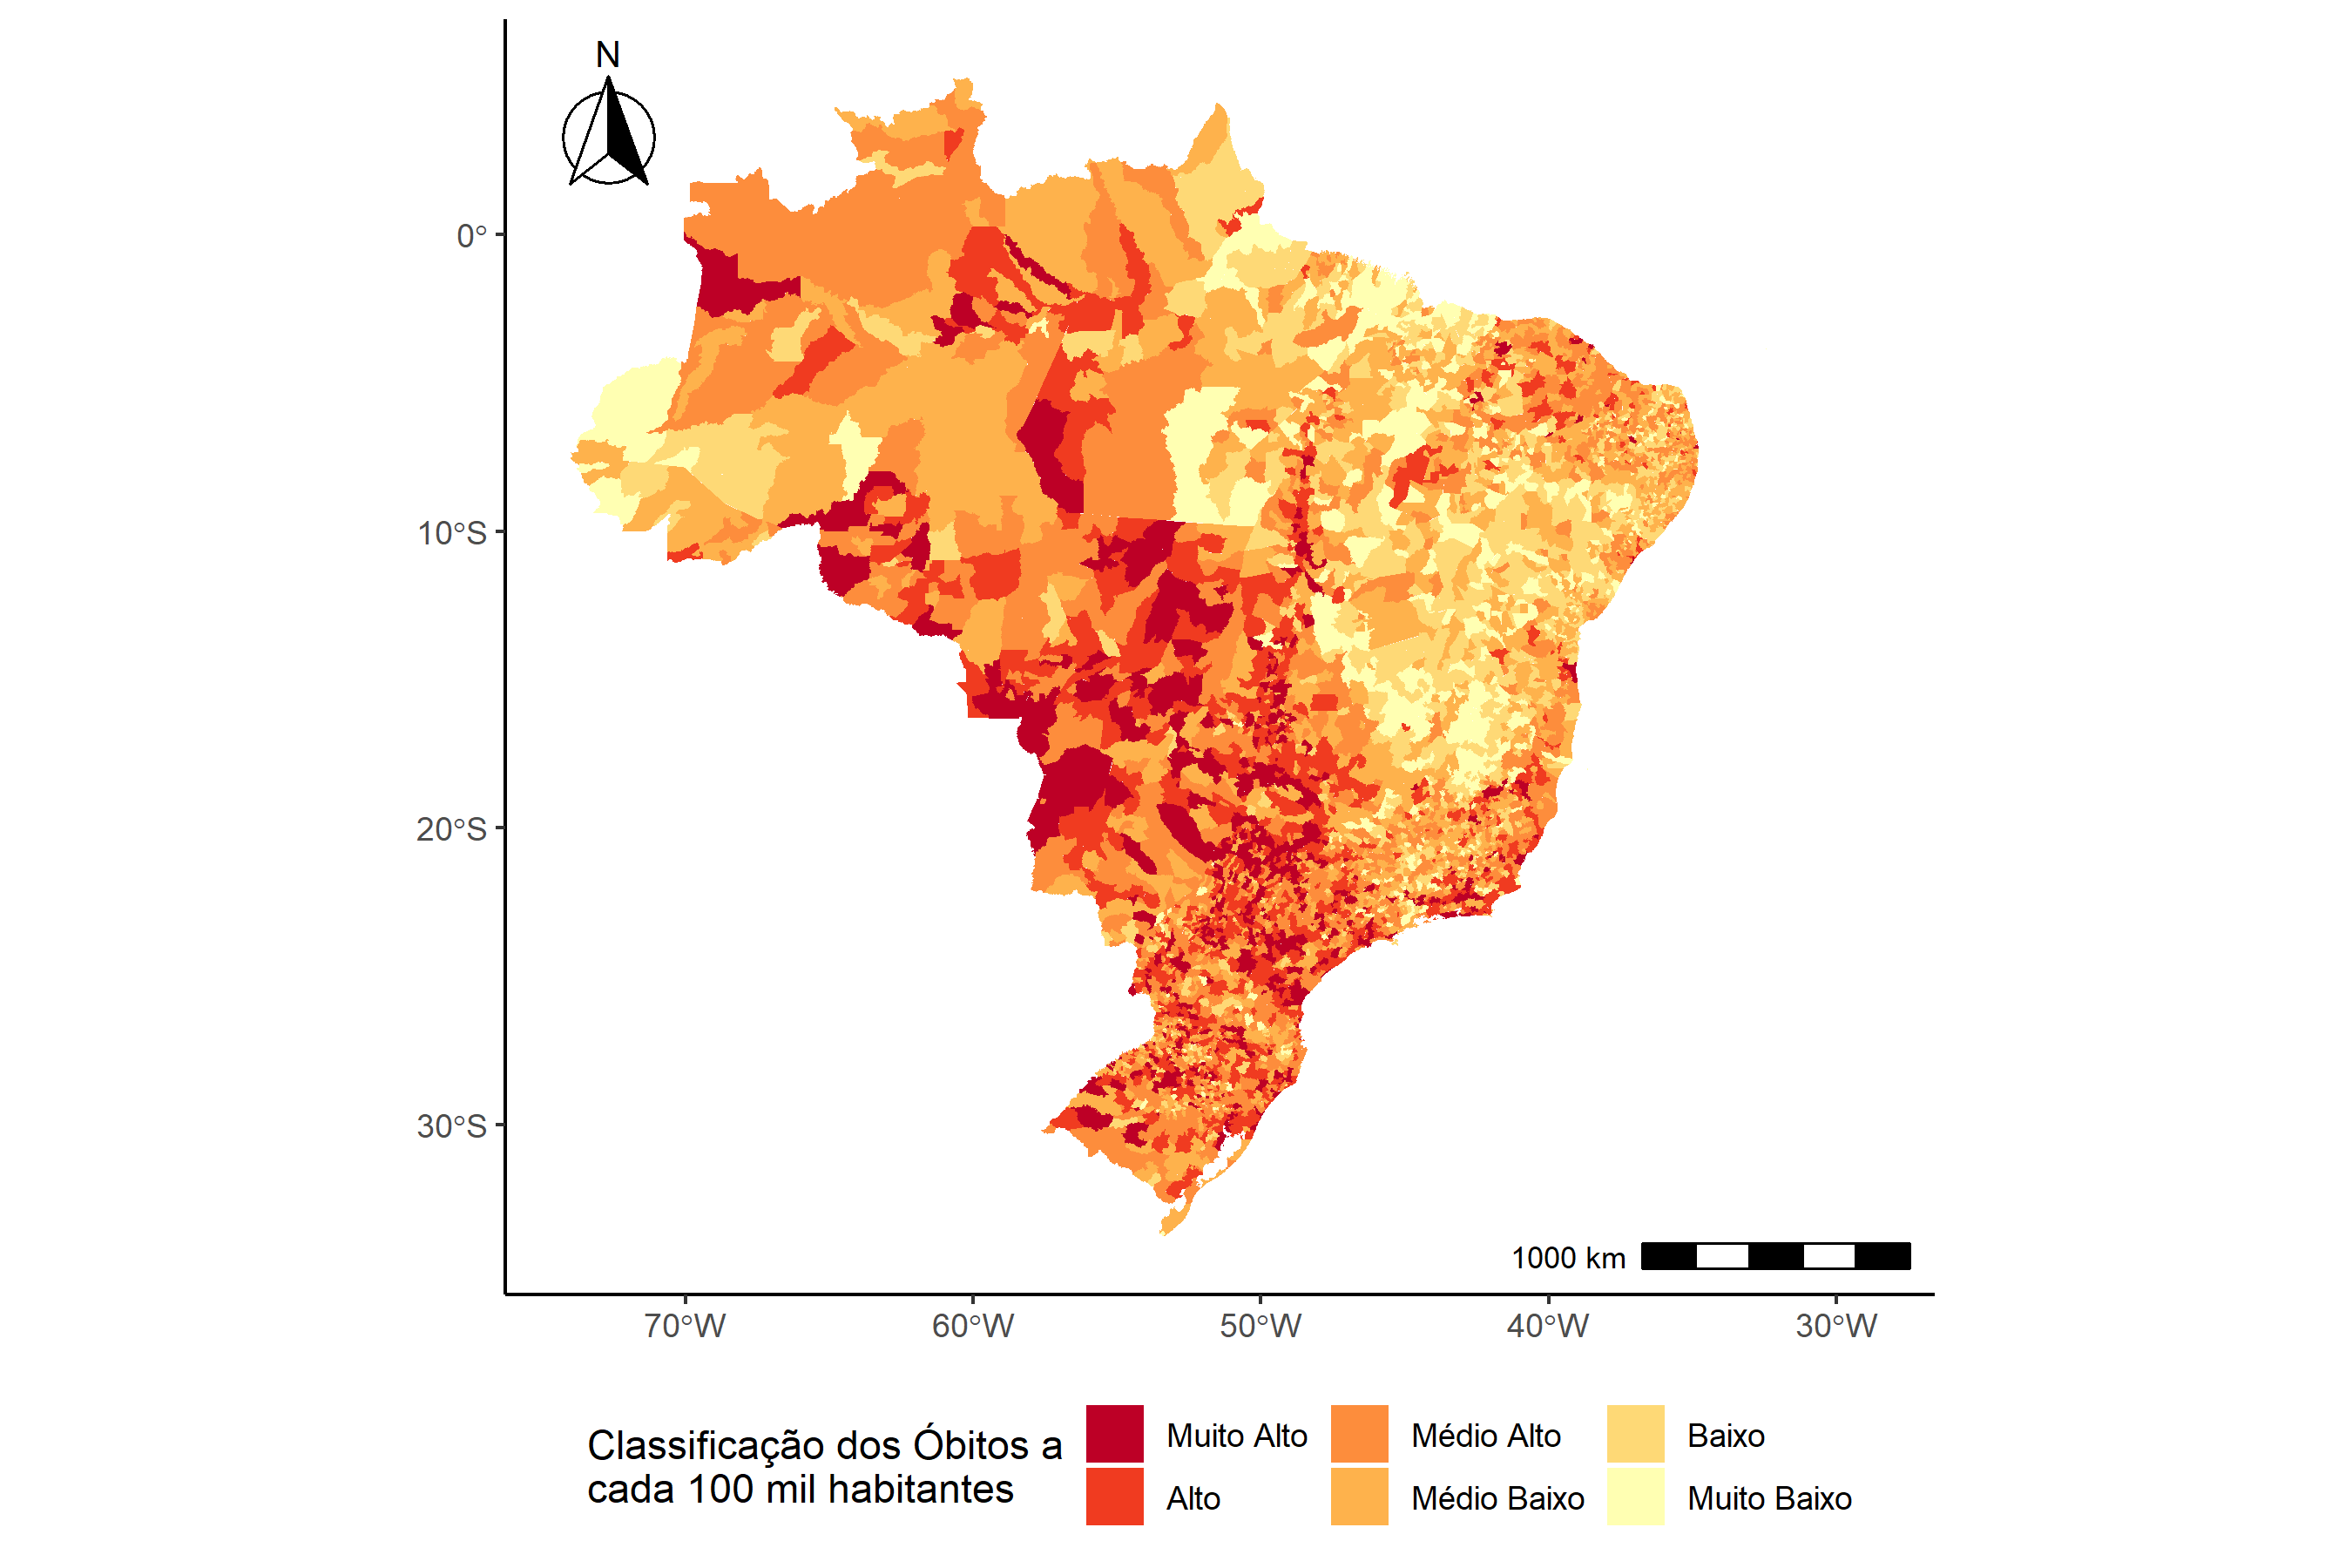 N
0°
10°S
20°S
30°S
1000 km
70°W 60°W 50°W 40°W 30°W
Classificação dos Óbitos a
cada 100 mil habitantes
Muito Alto Médio Alto Baixo
Alto Médio Baixo Muito Baixo